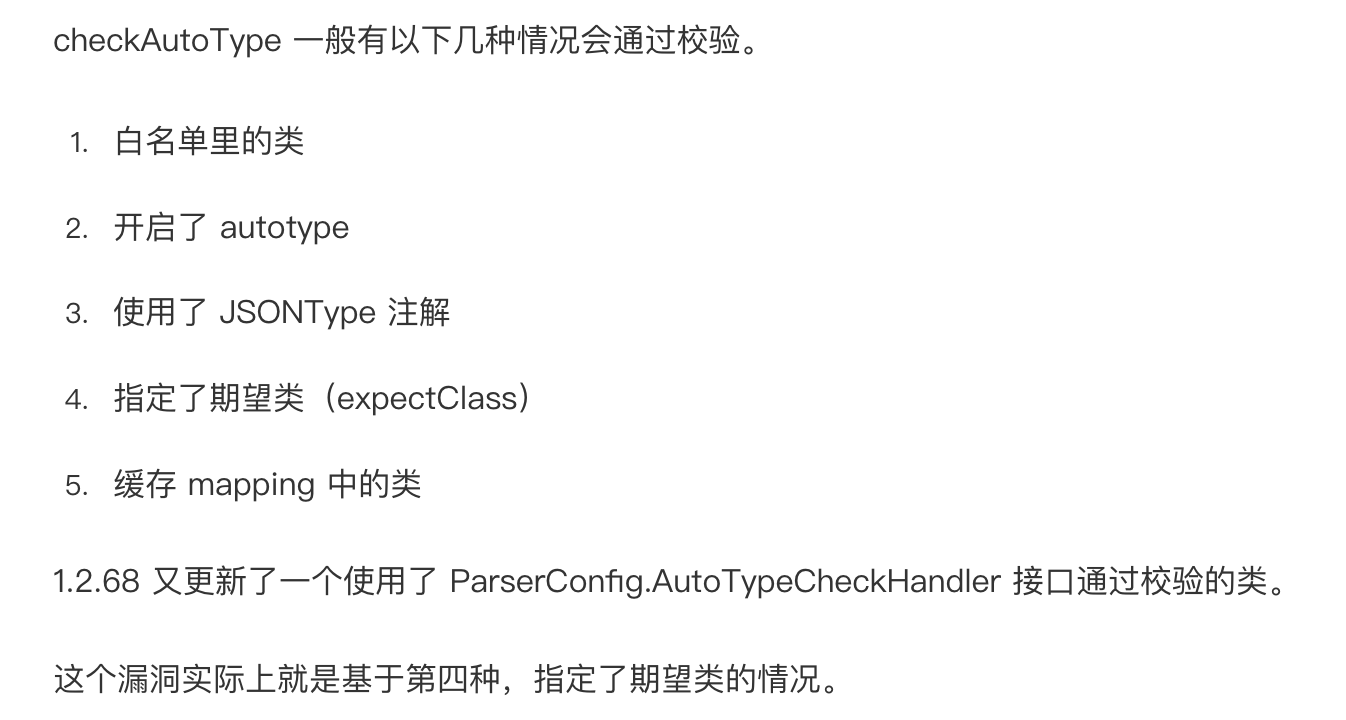 checkAutoType 一般有以下几种情况会通过校验。
1. 白名单里的类
2. 开启了 autotype
3. 使用了 JSONType 注解
4. 指定了期望类（expectClass）
5. 缓存 mapping 中的类
1.2.68 又更新了一个使用了 ParserConfig.AutoTypeCheckHandler 接口通过校验的类。
这个漏洞实际上就是基于第四种，指定了期望类的情况。